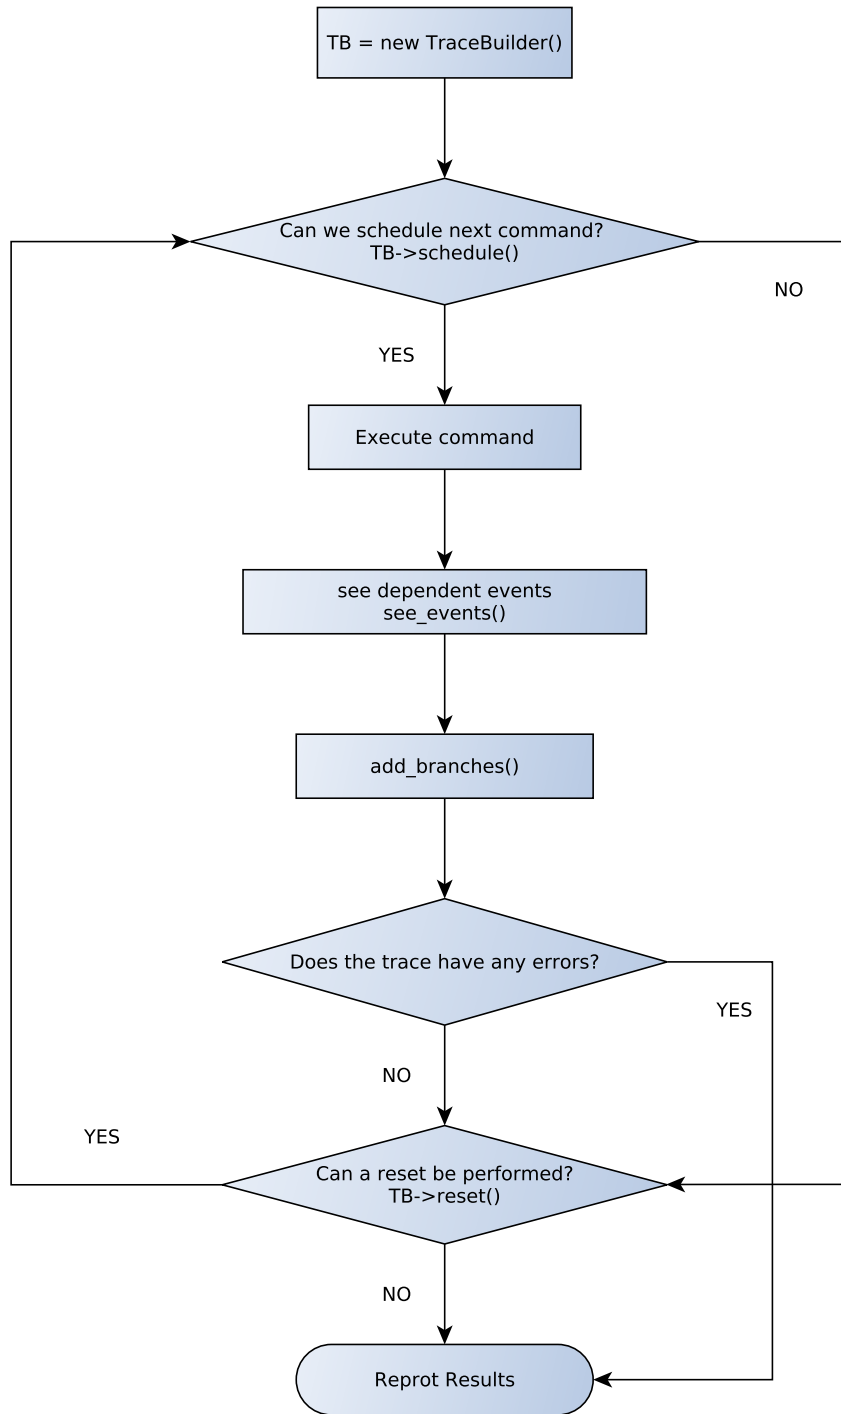 TB = new TraceBuilder()
Can we schedule next command?
TB->schedule()
NO
YES
Execute command
see dependent events
see_events()
add_branches()
Does the trace have any errors?
YES
NO
YES
Can a reset be performed?
TB->reset()
NO
Reprot Results